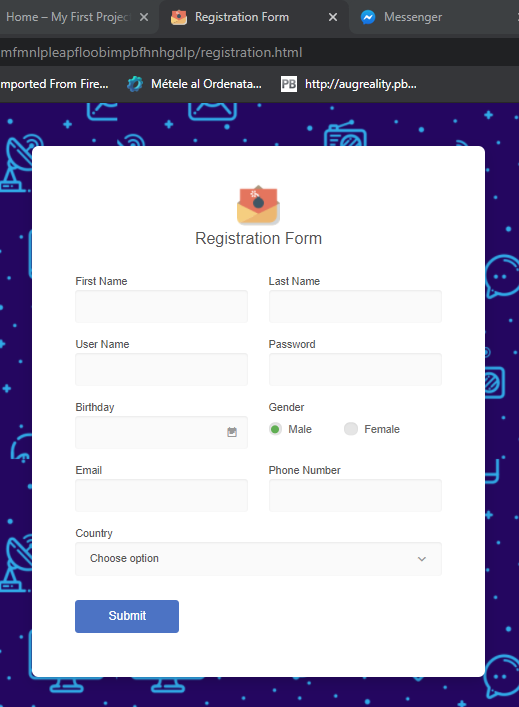 Home – My First Project
Registration Form
Messenger
mfmnlpleapfloobimpbfhnhgdlp/registration.html
mported From Fire...
Métele al Ordenata...
PB
http://augreality.pb...
Registration Form
First Name
Last Name
User Name
Password
Birthday
Gender
Male
Female
Email
Phone Number
Country
Choose option
Submit